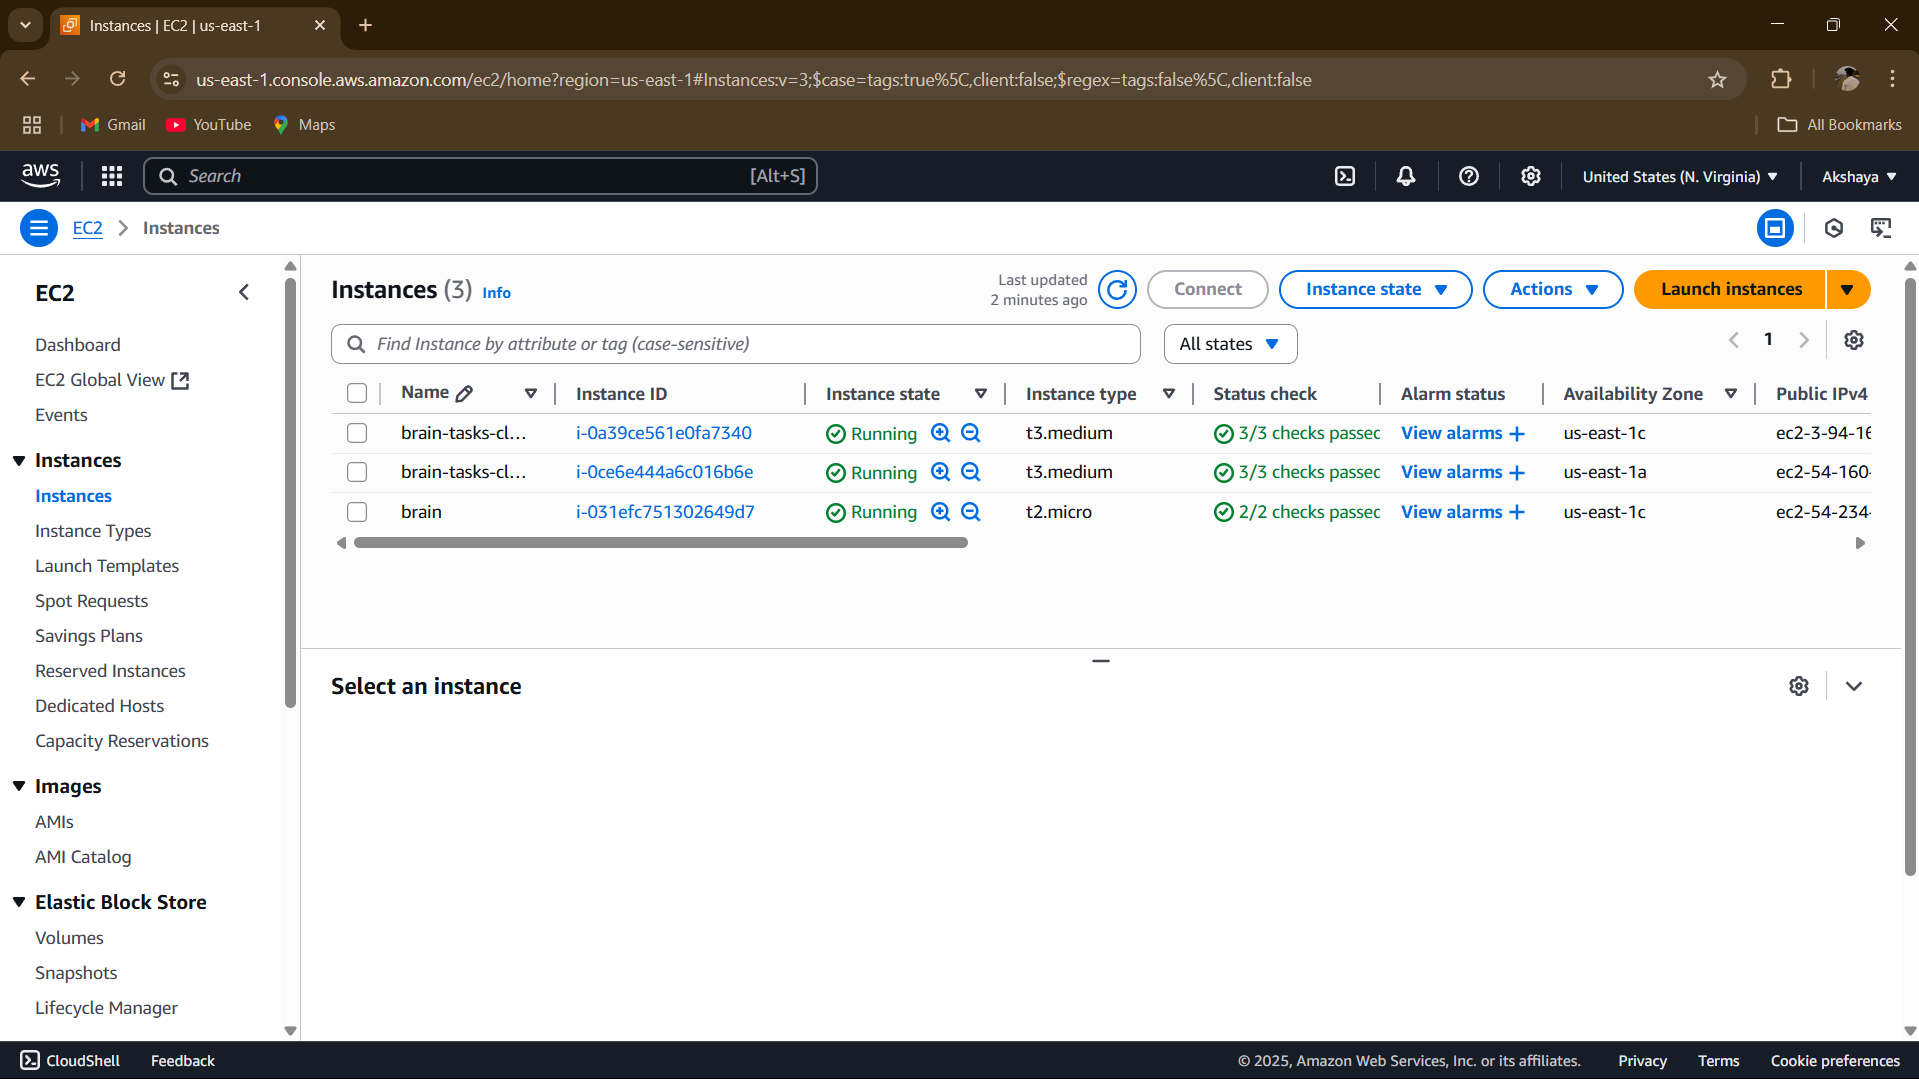 Instances | EC2 | us-east-1
us-east-1.console.aws.amazon.com/ec2/home?region=us-east-1#Instances:v=3;$case=tags:true%5C,client:false;$regex=tags:false%5C,client:false
Gmail YouTube Maps All Bookmarks
aws Search [Alt+S] United States (N. Virginia) Akshaya
EC2 Instances
EC2
Dashboard
EC2 Global View
Events
Instances
Instances
Instance Types
Launch Templates
Spot Requests
Savings Plans
Reserved Instances
Dedicated Hosts
Capacity Reservations
Images
AMIs
AMI Catalog
Elastic Block Store
Volumes
Snapshots
Lifecycle Manager
Instances (3) Info
Last updated
2 minutes ago
Connect Instance state Actions Launch instances
Find Instance by attribute or tag (case-sensitive) All states 1
Name Instance ID Instance state Instance type Status check Alarm status Availability Zone Public IPv4
brain-tasks-cl... i-0a39ce561e0fa7340 Running t3.medium 3/3 checks passed View alarms + us-east-1c ec2-3-94-16
brain-tasks-cl... i-0ce6e444a6c016b6e Running t3.medium 3/3 checks passed View alarms + us-east-1a ec2-54-160-
brain i-031efc751302649d7 Running t2.micro 2/2 checks passed View alarms + us-east-1c ec2-54-234-
Select an instance
CloudShell Feedback © 2025, Amazon Web Services, Inc. or its affiliates. Privacy Terms Cookie preferences